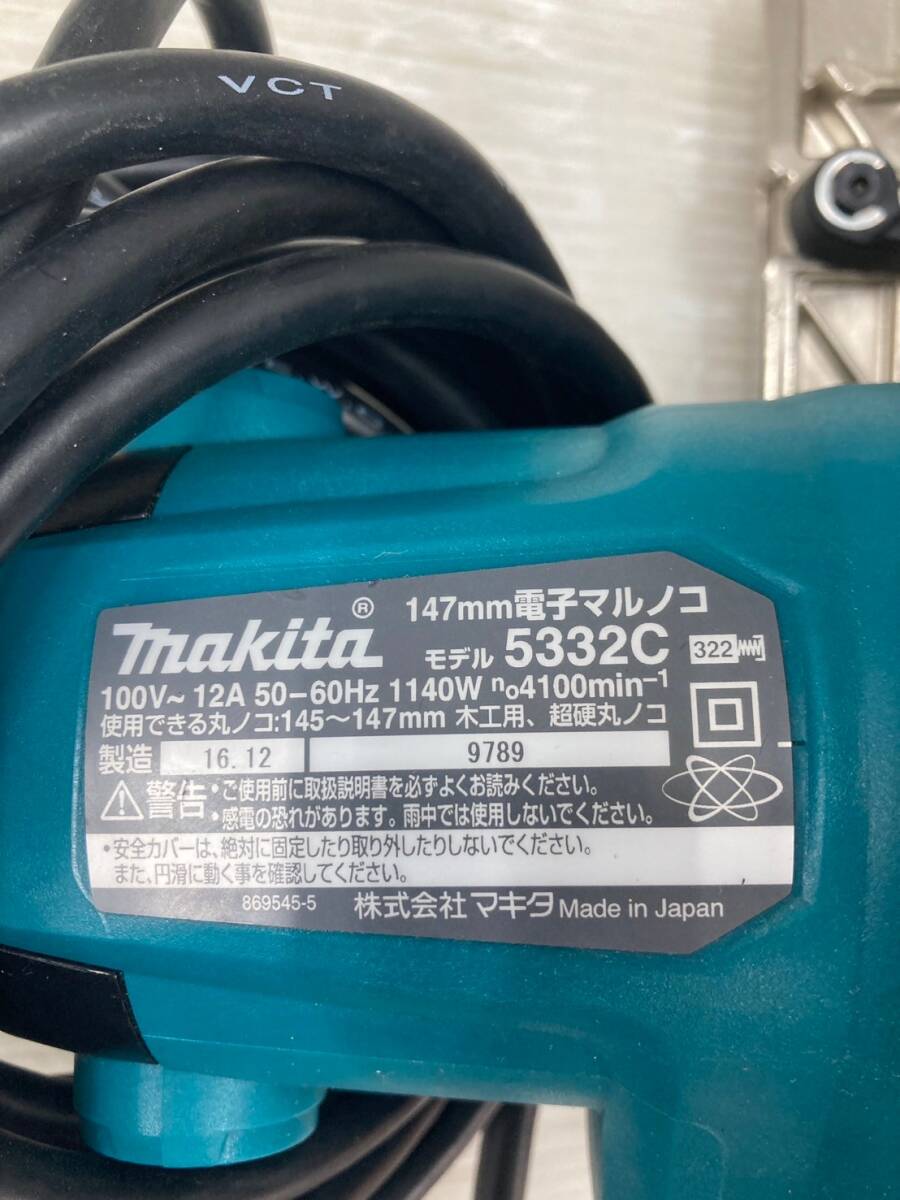 VCT
makita®
147mm電子マルノコ
モデル 5332C
322
100V～ 12A 50－60Hz 1140W n₀4100min⁻¹
使用できる丸ノコ:145～147mm 木工用、超硬丸ノコ
製造 16.12 9789
警告 ･ご使用前に取扱説明書を必ずよくお読みください。
･感電の恐れがあります。雨中では使用しないでください。
･安全カバーは、絶対に固定したり取り外したりしないでください。
また、円滑に動く事を確認してください。
869545-5 株式会社 マキタ Made in Japan